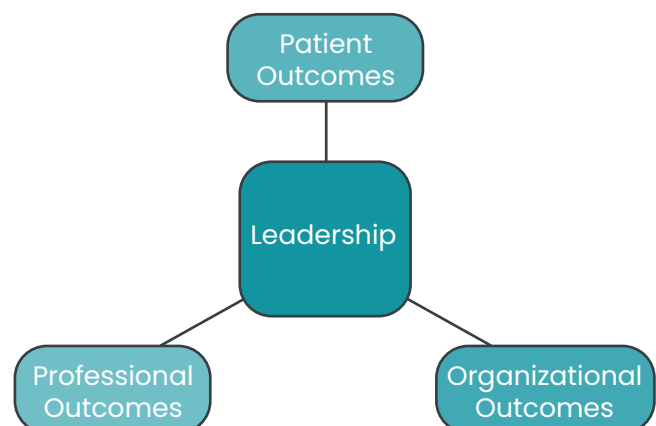 Patient
Outcomes
Leadership
Professional
Outcomes
Organizational
Outcomes